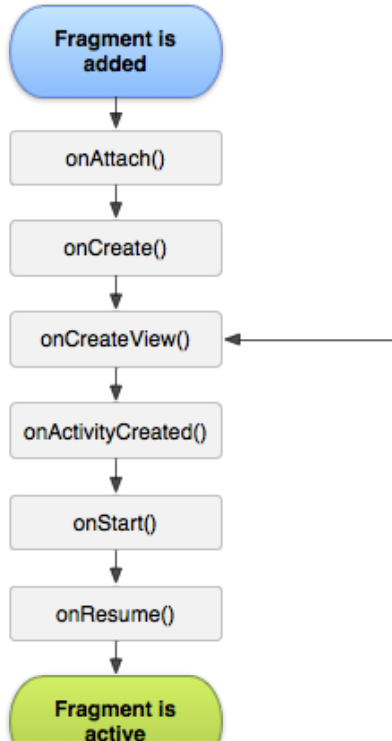 Fragment is
added
onAttach()
onCreate()
onCreateView()
onActivityCreated()
onStart()
onResume()
Fragment is
active